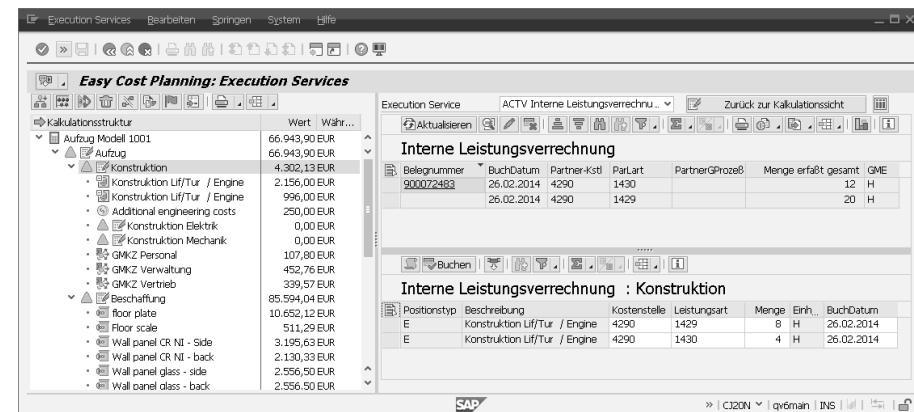 Execution Services Bearbeiten Springen System Hilfe
Easy Cost Planning: Execution Services
Kalkulationsstruktur Wert Währ...
Aufzug Modell 1001 66.943,90 EUR
Aufzug 66.943,90 EUR
Konstruktion 4.302,13 EUR
Konstruktion Lif/Tur / Engine 2.156,00 EUR
Konstruktion Lif/Tur / Engine 996,00 EUR
Additional engineering costs 250,00 EUR
Konstruktion Elektrik 0,00 EUR
Konstruktion Mechanik 0,00 EUR
GMKZ Personal 107,80 EUR
GMKZ Verwaltung 452,76 EUR
GMKZ Vertrieb 339,57 EUR
Beschaffung 85.594,04 EUR
floor plate 10.652,12 EUR
Floor scale 511,29 EUR
Wall panel CR NI - Side 3.195,63 EUR
Wall panel CR NI - back 2.130,33 EUR
Wall panel glass - side 2.556,50 EUR
Wall panel glass - back 2.556,50 EUR
Execution Service ACTV Interne Leistungsverrechnu... Zurück zur Kalkulationssicht
Aktualisieren
Interne Leistungsverrechnung
Belegnummer BuchDatum Partner-Kstl ParLart PartnerGProzeß Menge erfaßt gesamt GME
900072483 26.02.2014 4290 1430 12 H
26.02.2014 4290 1429 20 H
Buchen
Interne Leistungsverrechnung : Konstruktion
Positionstyp Beschreibung Kostenstelle Leistungsart Menge Einh... BuchDatum
E Konstruktion Lif/Tur / Engine 4290 1429 8 H 26.02.2014
E Konstruktion Lif/Tur / Engine 4290 1430 4 H 26.02.2014
SAP » CJ20N qv6main INS